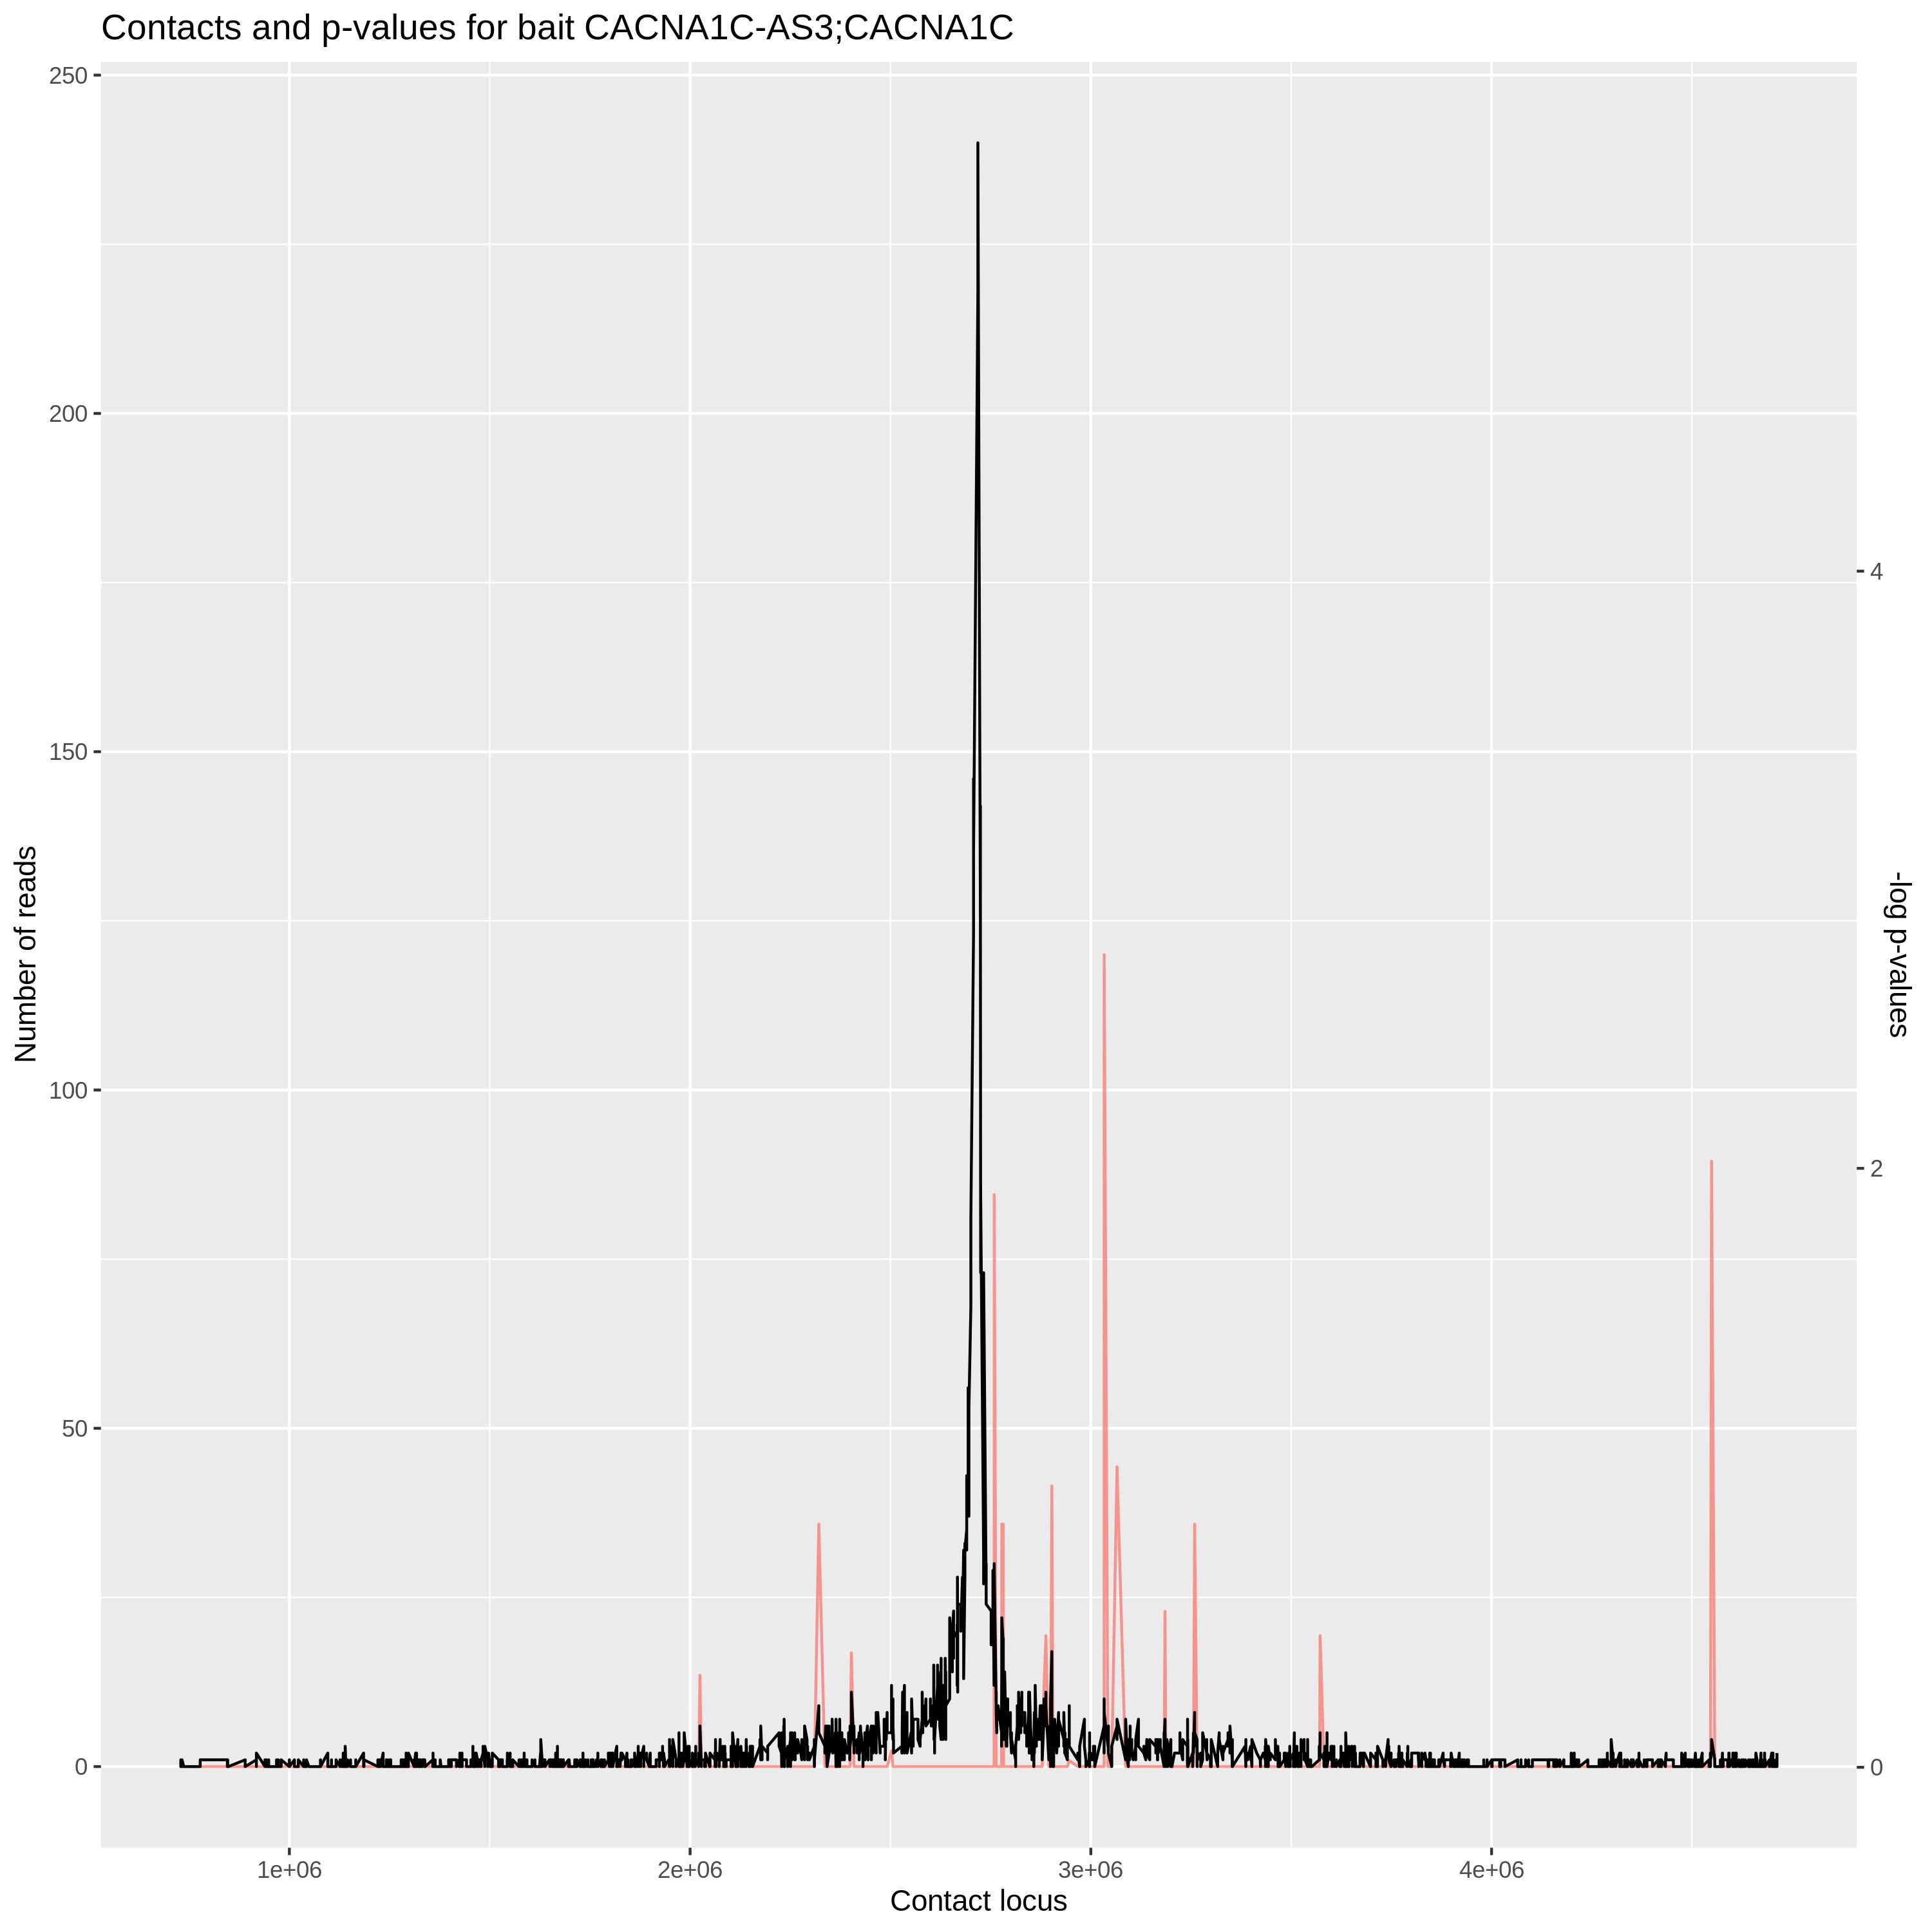 Contacts and p-values for bait CACNA1C-AS3;CACNA1C
250
200
150
100
50
0
Number of reads
4
2
0
-log p-values
1e+06
2e+06
3e+06
4e+06
Contact locus